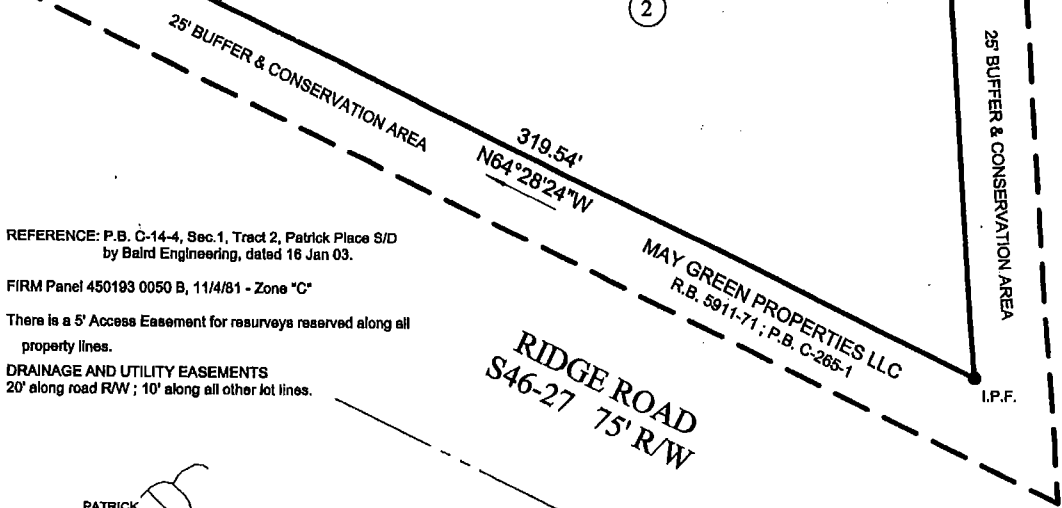 2
25' BUFFER & CONSERVATION AREA
25' BUFFER & CONSERVATION AREA
319.54'
N64°28'24"W
REFERENCE: P.B. C-14-4, Sec.1, Tract 2, Patrick Place S/D
by Baird Engineering, dated 16 Jan 03.
FIRM Panel 450193 0050 B, 11/4/81 - Zone "C"
There is a 5' Access Easement for resurveys reserved along all
property lines.
DRAINAGE AND UTILITY EASEMENTS
20' along road R/W ; 10' along all other lot lines.
MAY GREEN PROPERTIES LLC
R.B. 5911-71 ; P.B. C-265-1
I.P.F.
RIDGE ROAD
S46-27 75' R/W
PATRICK